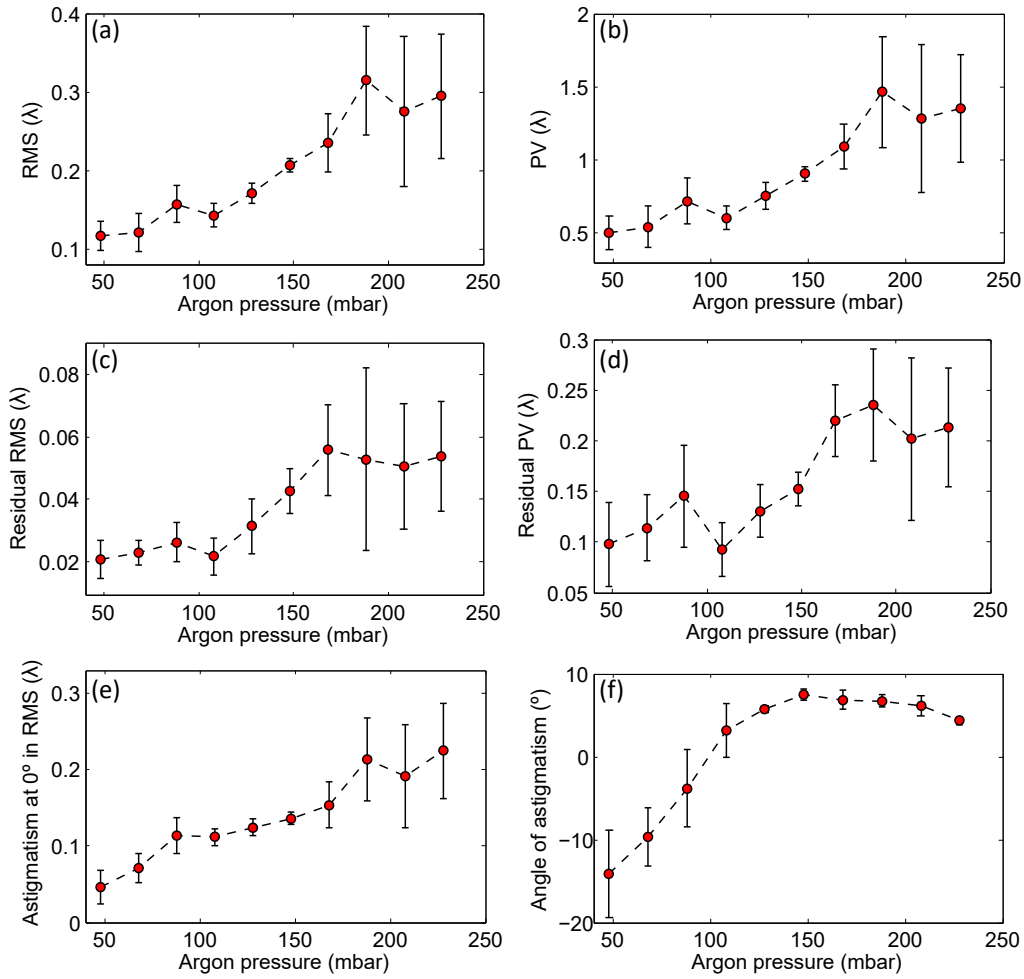 (a)
RMS (λ)
0.4
0.3
0.2
0.1
50 100 150 200 250
Argon pressure (mbar)
(b)
PV (λ)
2
1.5
1
0.5
50 100 150 200 250
Argon pressure (mbar)
(c)
Residual RMS (λ)
0.08
0.06
0.04
0.02
50 100 150 200 250
Argon pressure (mbar)
(d)
Residual PV (λ)
0.3
0.25
0.2
0.15
0.1
0.05
50 100 150 200 250
Argon pressure (mbar)
(e)
Astigmatism at 0º in RMS (λ)
0.3
0.2
0.1
0
50 100 150 200 250
Argon pressure (mbar)
(f)
Angle of astigmatism (º)
10
0
−10
−20
50 100 150 200 250
Argon pressure (mbar)